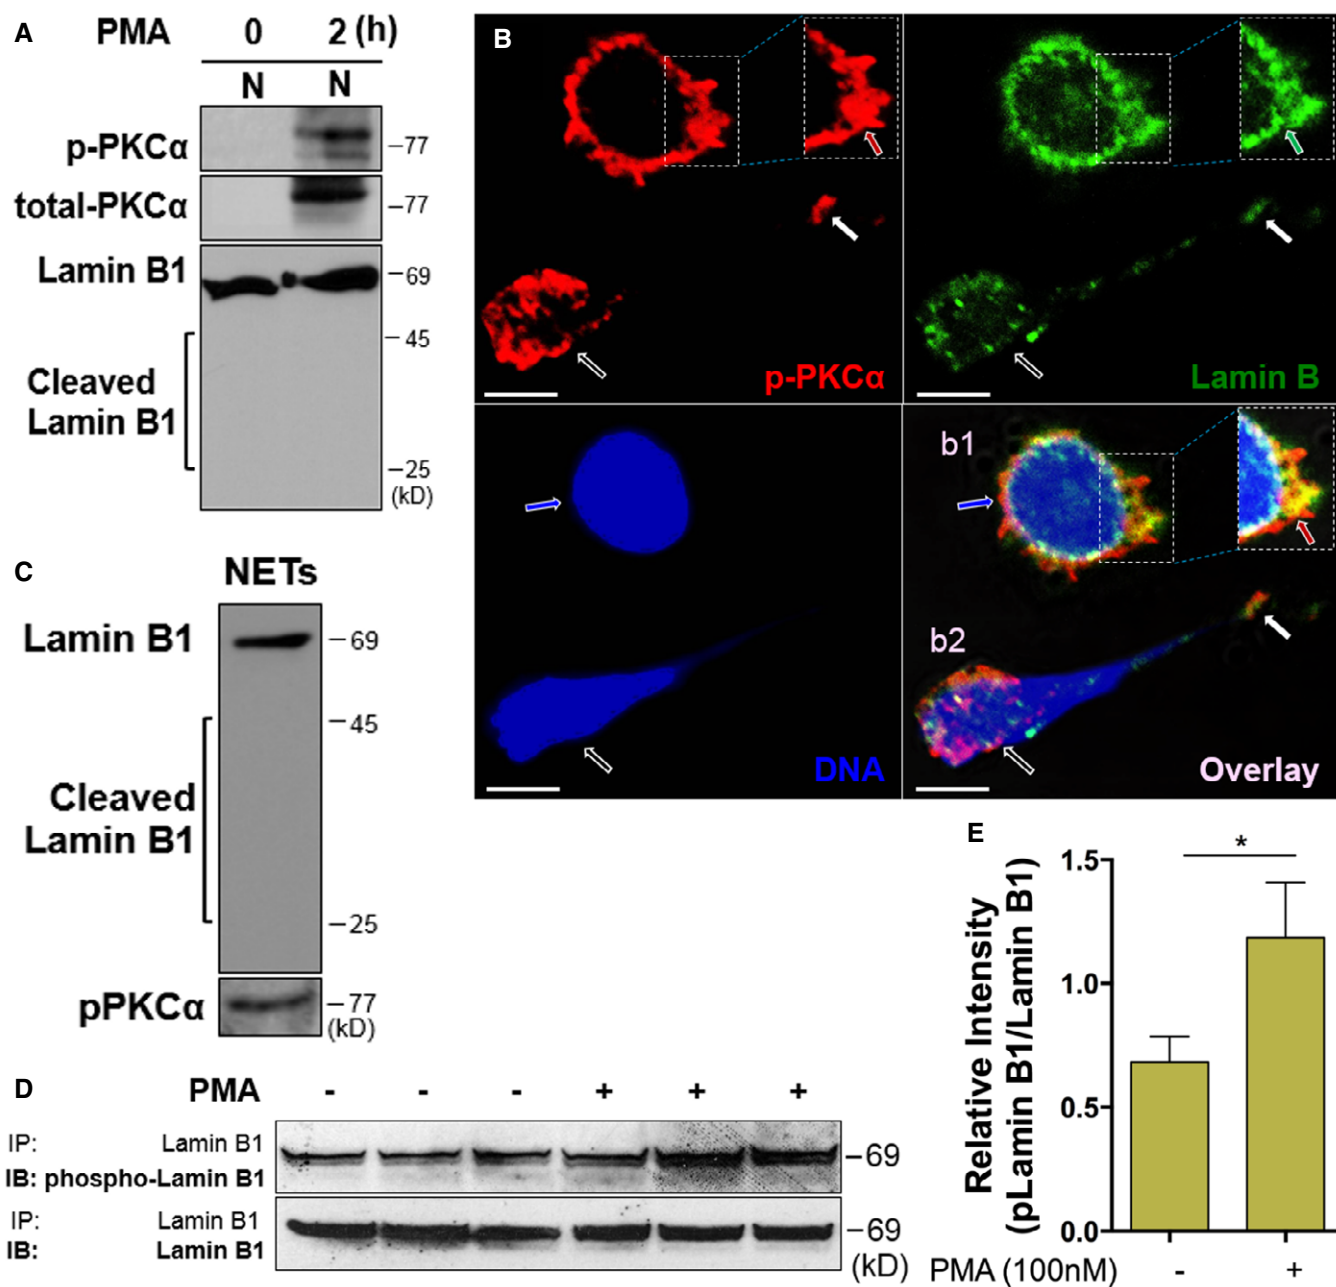 A
PMA 0 2 (h)
N N
p-PKCα -77
total-PKCα -77
Lamin B1 -69
-45
Cleaved
Lamin B1
-25
(kD)
B
p-PKCα
Lamin B
DNA
b1
b2
Overlay
C
NETs
Lamin B1 -69
-45
Cleaved
Lamin B1
-25
pPKCα -77
(kD)
D
PMA - - - + + +
IP: Lamin B1
IB: phospho-Lamin B1 -69
IP: Lamin B1
IB: Lamin B1 -69
(kD)
E
*
Relative Intensity
(pLamin B1/Lamin B1)
1.5
1.0
0.5
0.0
PMA (100nM) - +